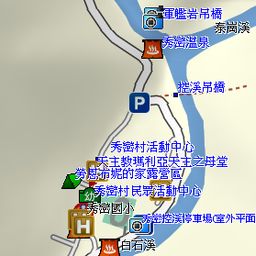 軍艦岩吊橋
泰崗溪
秀巒溫泉
P
控溪吊橋
秀巒村活動中心
天主教瑪利亞天主之母堂
勞恩布妮的家露營區
幼
秀巒村民眾活動中心
秀巒國小
秀巒控溪停車場(室外平面
H
白石溪